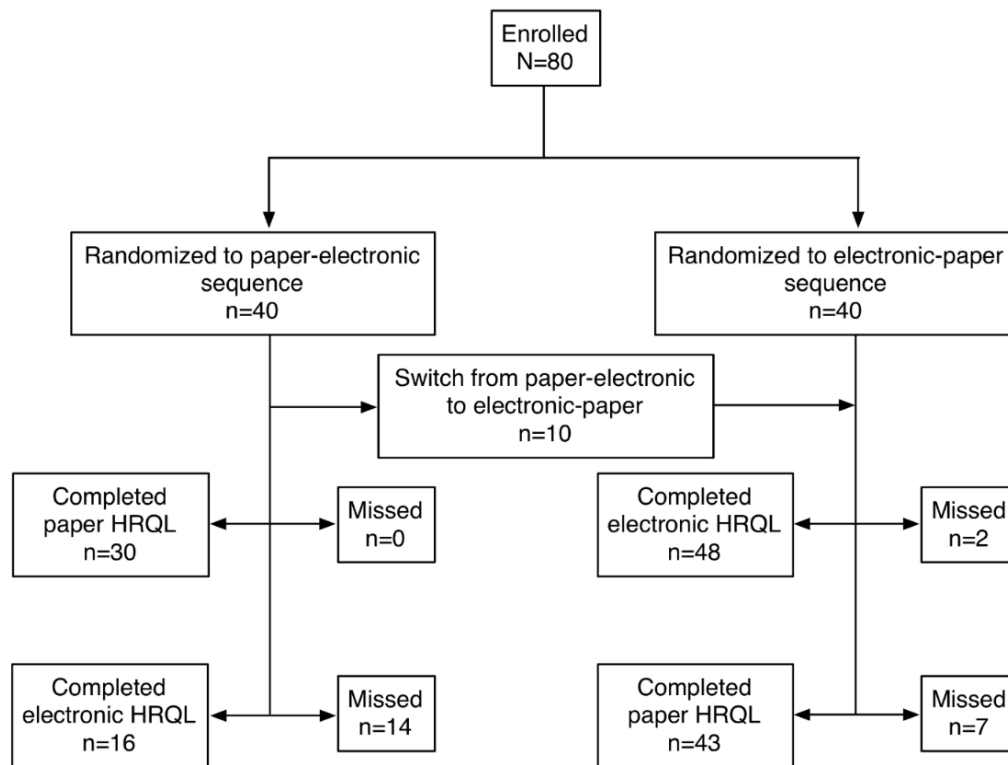 Enrolled
N=80
Randomized to paper-electronic
sequence
n=40
Randomized to electronic-paper
sequence
n=40
Switch from paper-electronic
to electronic-paper
n=10
Completed
paper HRQL
n=30
Missed
n=0
Completed
electronic HRQL
n=48
Missed
n=2
Completed
electronic HRQL
n=16
Missed
n=14
Completed
paper HRQL
n=43
Missed
n=7